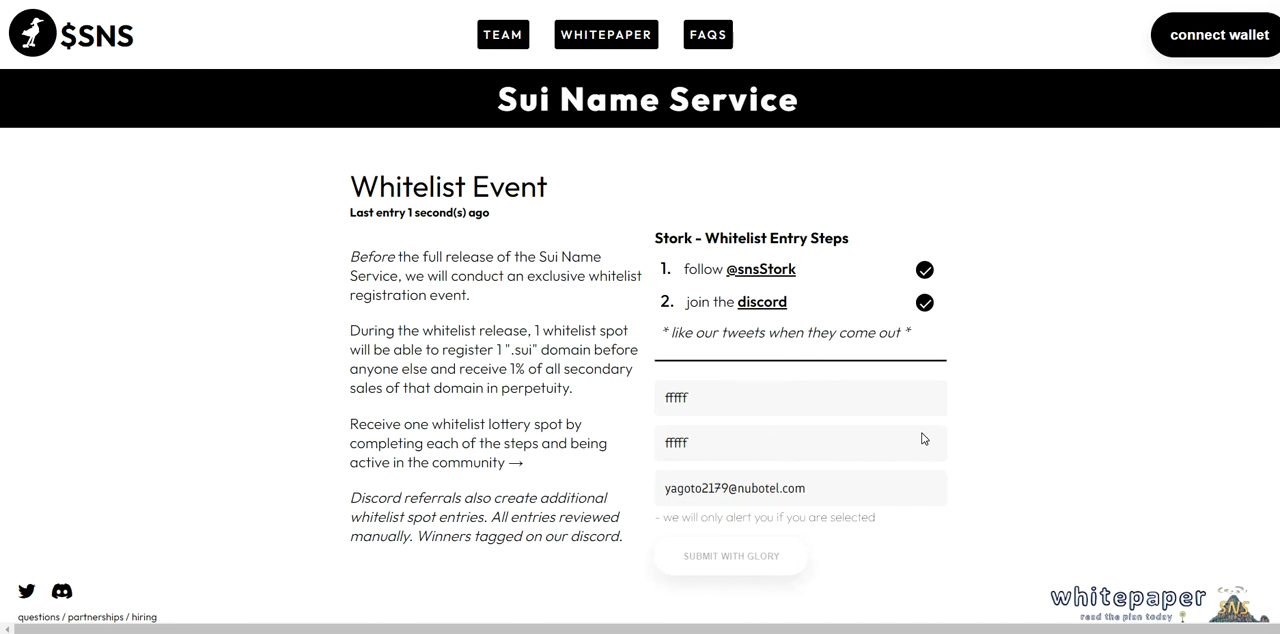 $SNS
TEAM
WHITEPAPER
FAQS
connect wallet
Sui Name Service
Whitelist Event
Last entry 1 second(s) ago
Before the full release of the Sui Name
Service, we will conduct an exclusive whitelist
registration event.
During the whitelist release, 1 whitelist spot
will be able to register 1 ".sui" domain before
anyone else and receive 1% of all secondary
sales of that domain in perpetuity.
Receive one whitelist lottery spot by
completing each of the steps and being
active in the community →
Discord referrals also create additional
whitelist spot entries. All entries reviewed
manually. Winners tagged on our discord.
Stork - Whitelist Entry Steps
1. follow @snsStork
2. join the discord
* like our tweets when they come out *
fffff
fffff
yagoto2179@nubotel.com
- we will only alert you if you are selected
SUBMIT WITH GLORY
questions / partnerships / hiring
whitepaper
read the plan today
SNS